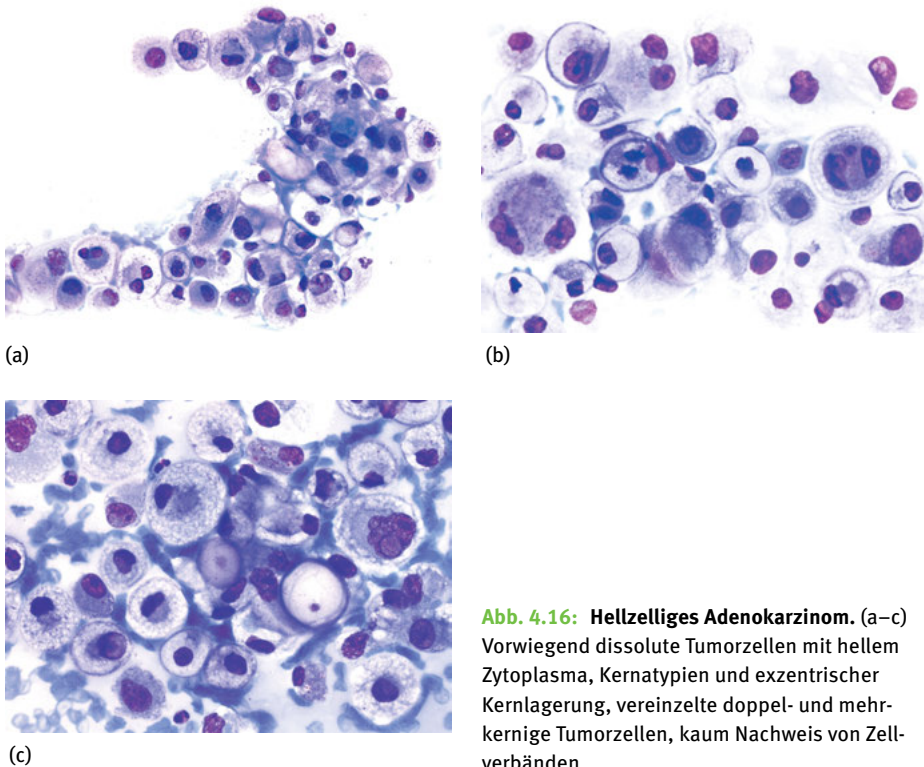 (a)
(b)
(c)
Abb. 4.16: Hellzelliges Adenokarzinom. (a–c)
Vorwiegend dissolute Tumorzellen mit hellem
Zytoplasma, Kernatypien und exzentrischer
Kernlagerung, vereinzelte doppel- und mehr-
kernige Tumorzellen, kaum Nachweis von Zell-
verbänden